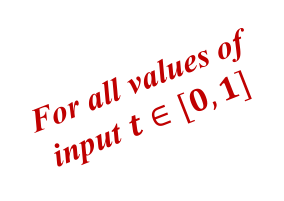 For all values of
input t ∈ [0, 1]